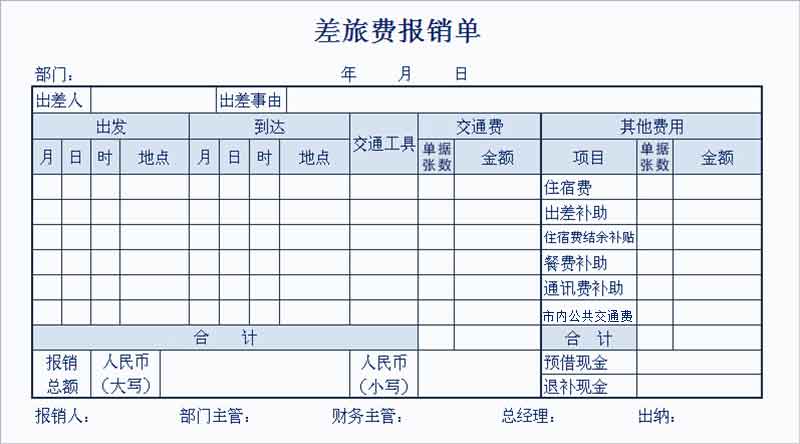 差旅费报销单
部门： 年 月 日
出差人 出差事由
出发 到达 交通工具 交通费 其他费用
月 日 时 地点 月 日 时 地点 单据张数 金额 项目 单据张数 金额
住宿费
出差补助
住宿费结余补贴
餐费补助
通讯费补助
市内公共交通费
合 计 合 计
报销总额 人民币（大写） 人民币（小写） 预借现金
退补现金
报销人： 部门主管： 财务主管： 总经理： 出纳：